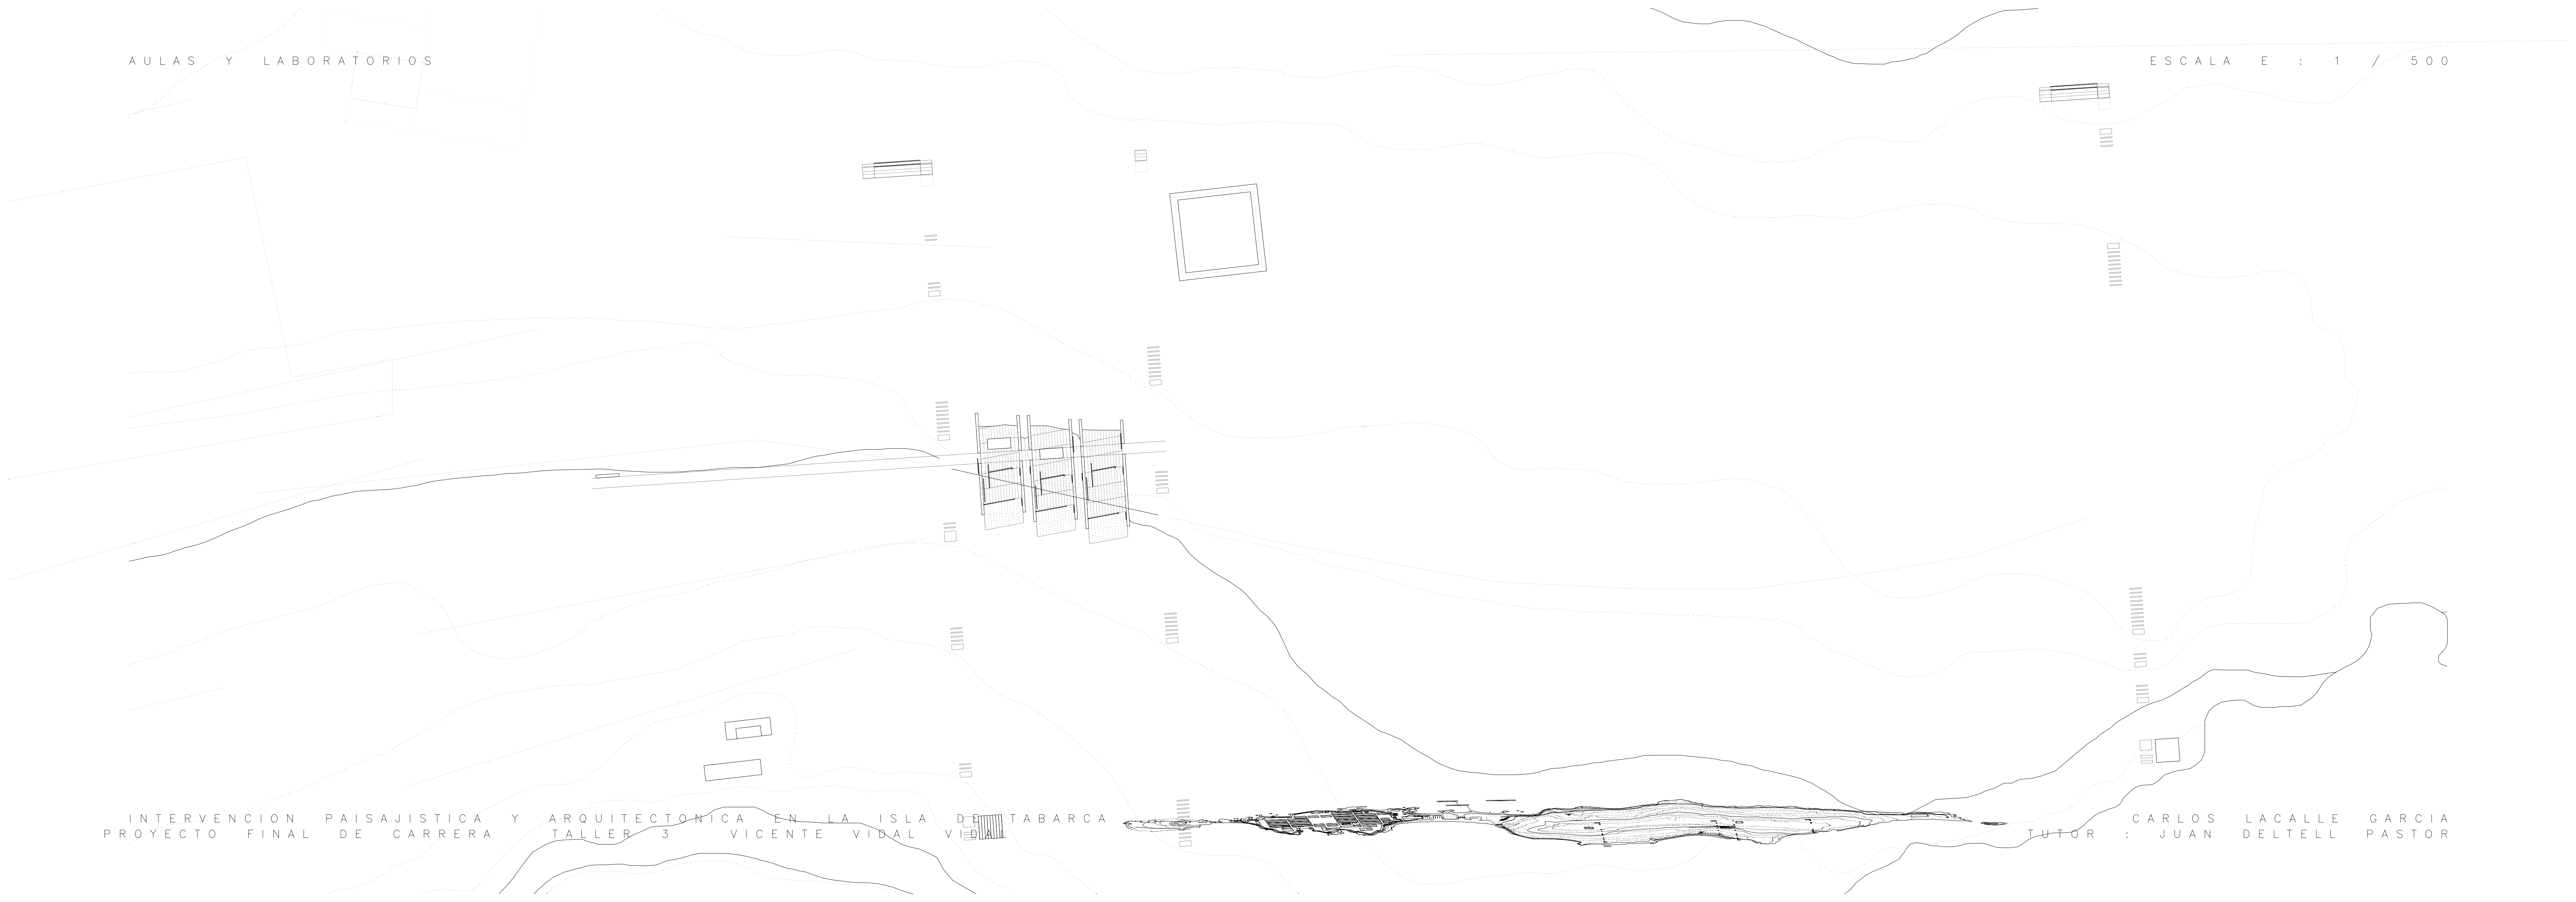 AULAS Y LABORATORIOS
ESCALA E : 1 / 500
INTERVENCION PAISAJISTICA Y ARQUITECTONICA EN LA ISLA DE TABARCA
PROYECTO FINAL DE CARRERA TALLER 3 VICENTE VIDAL VIDAL
CARLOS LACALLE GARCIA
TUTOR : JUAN DELTELL PASTOR